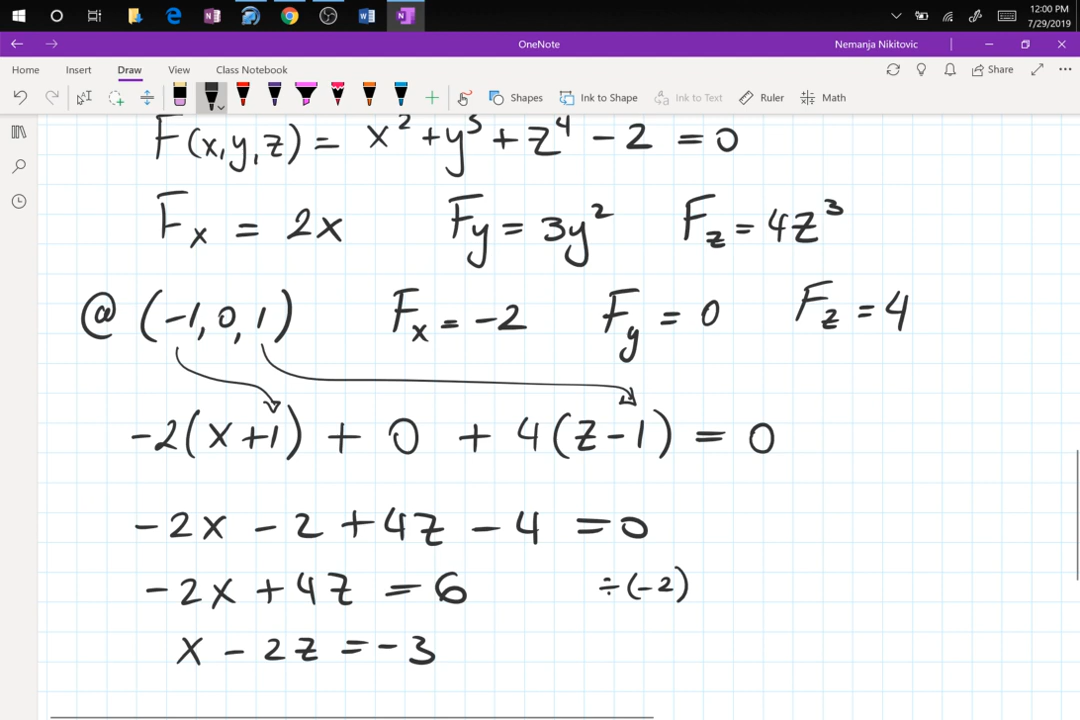 12:00 PM
7/29/2019
OneNote
Nemanja Nikitovic
Home Insert Draw View Class Notebook Share
Shapes Ink to Shape Ink to Text Ruler Math
F(x,y,z) = x² + y³ + z⁴ - 2 = 0
Fx = 2x Fy = 3y² Fz = 4z³
@ (-1, 0, 1) Fx = -2 Fy = 0 Fz = 4
-2(x+1) + 0 + 4(z-1) = 0
-2x - 2 + 4z - 4 = 0
-2x + 4z = 6 ÷(-2)
x - 2z = -3